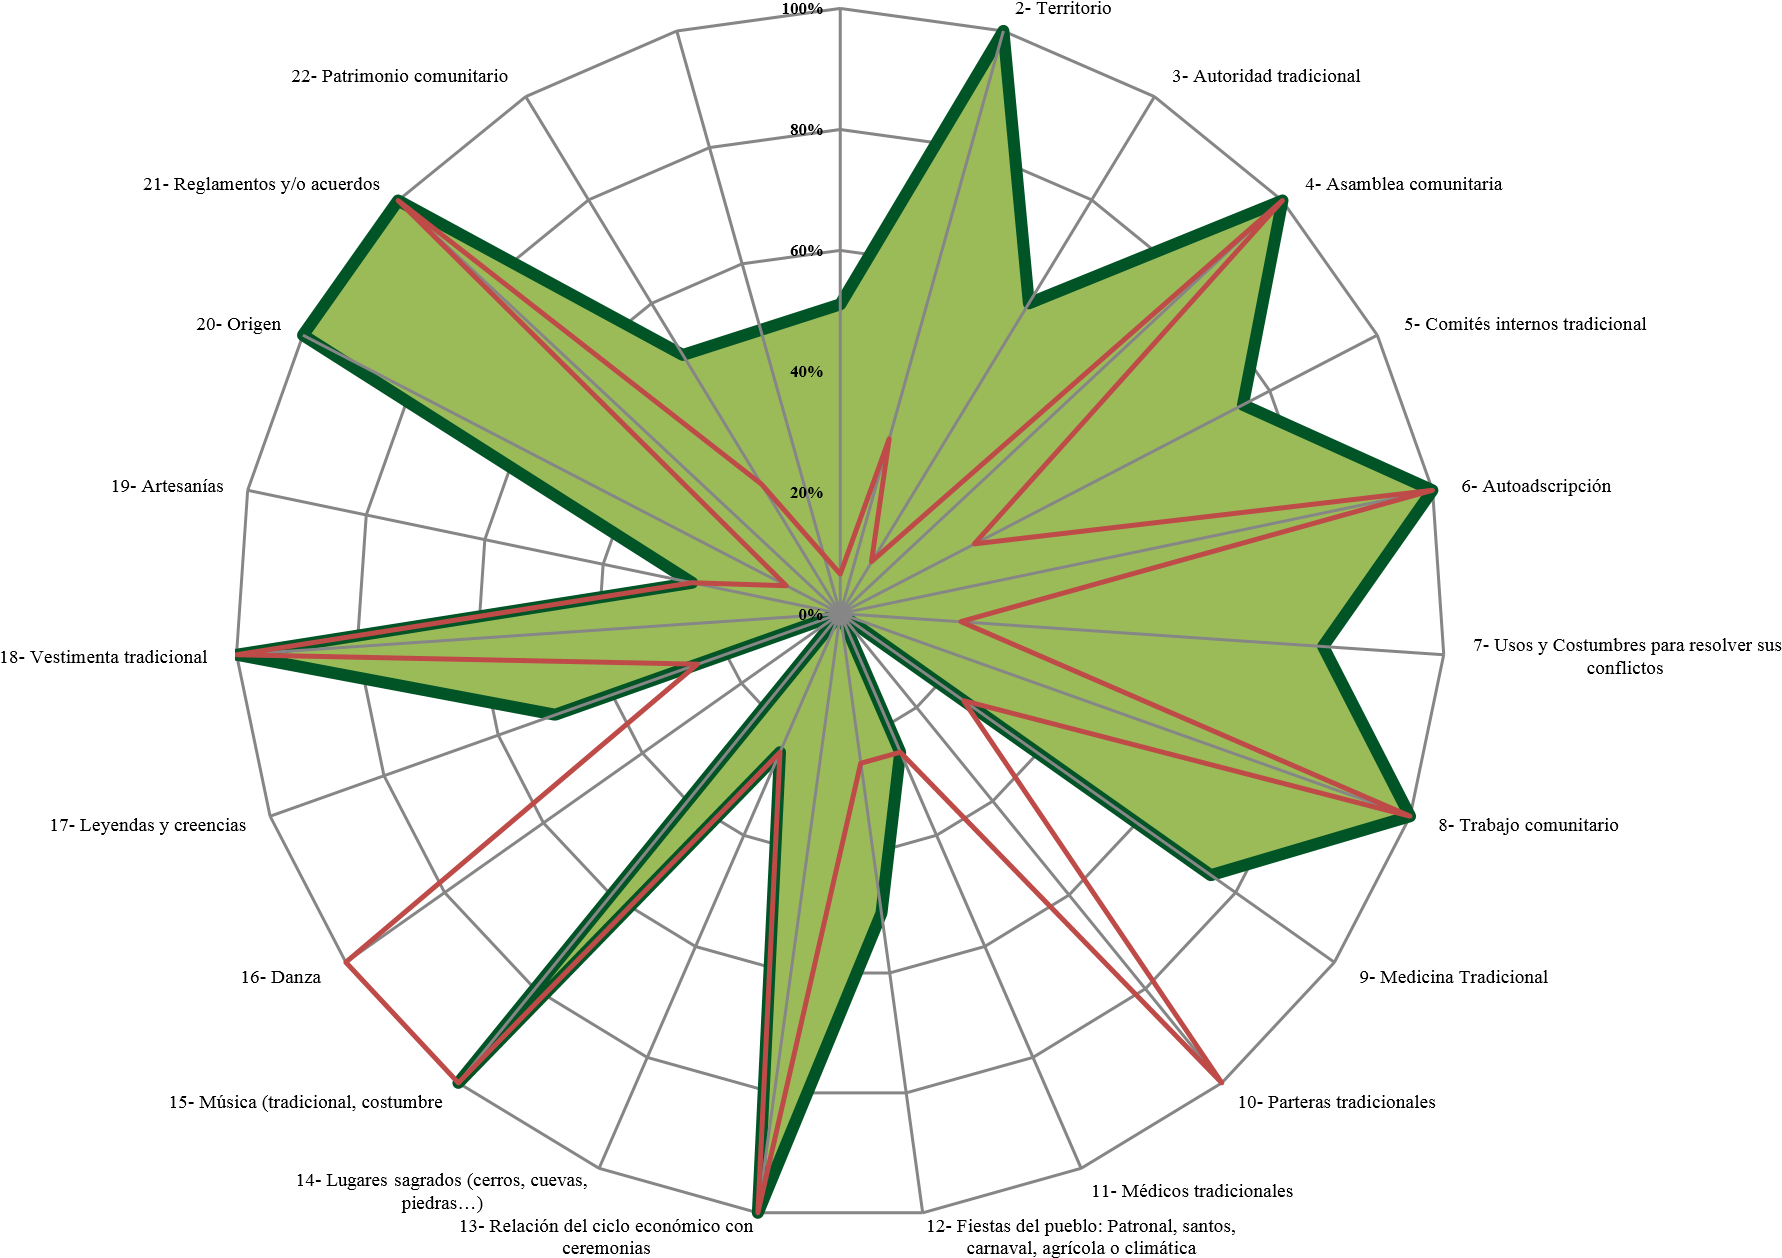 100%
80%
60%
40%
20%
0%
2- Territorio
3- Autoridad tradicional
4- Asamblea comunitaria
5- Comités internos tradicional
6- Autoadscripción
7- Usos y Costumbres para resolver sus
conflictos
8- Trabajo comunitario
9- Medicina Tradicional
10- Parteras tradicionales
11- Médicos tradicionales
12- Fiestas del pueblo: Patronal, santos,
carnaval, agrícola o climática
13- Relación del ciclo económico con
ceremonias
14- Lugares sagrados (cerros, cuevas,
piedras…)
15- Música (tradicional, costumbre
16- Danza
17- Leyendas y creencias
18- Vestimenta tradicional
19- Artesanías
20- Origen
21- Reglamentos y/o acuerdos
22- Patrimonio comunitario